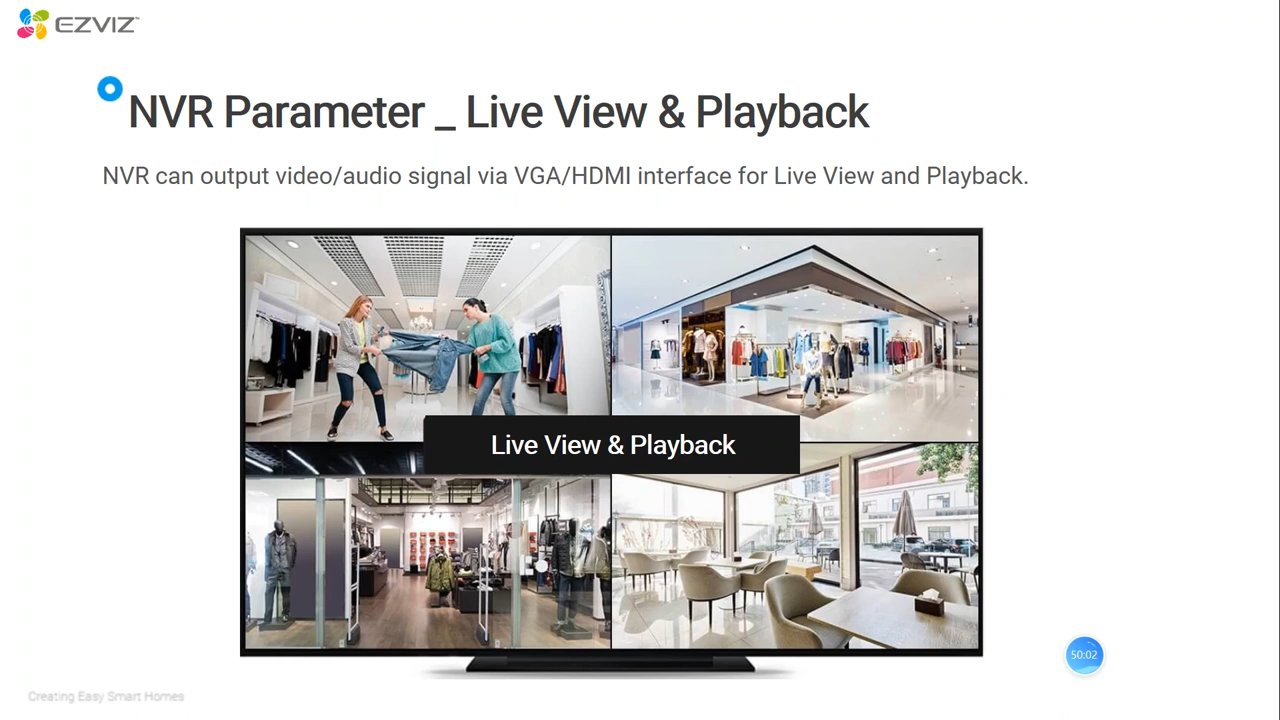 EZVIZ
NVR Parameter _ Live View & Playback
NVR can output video/audio signal via VGA/HDMI interface for Live View and Playback.
Live View & Playback
50:02
Creating Easy Smart Homes